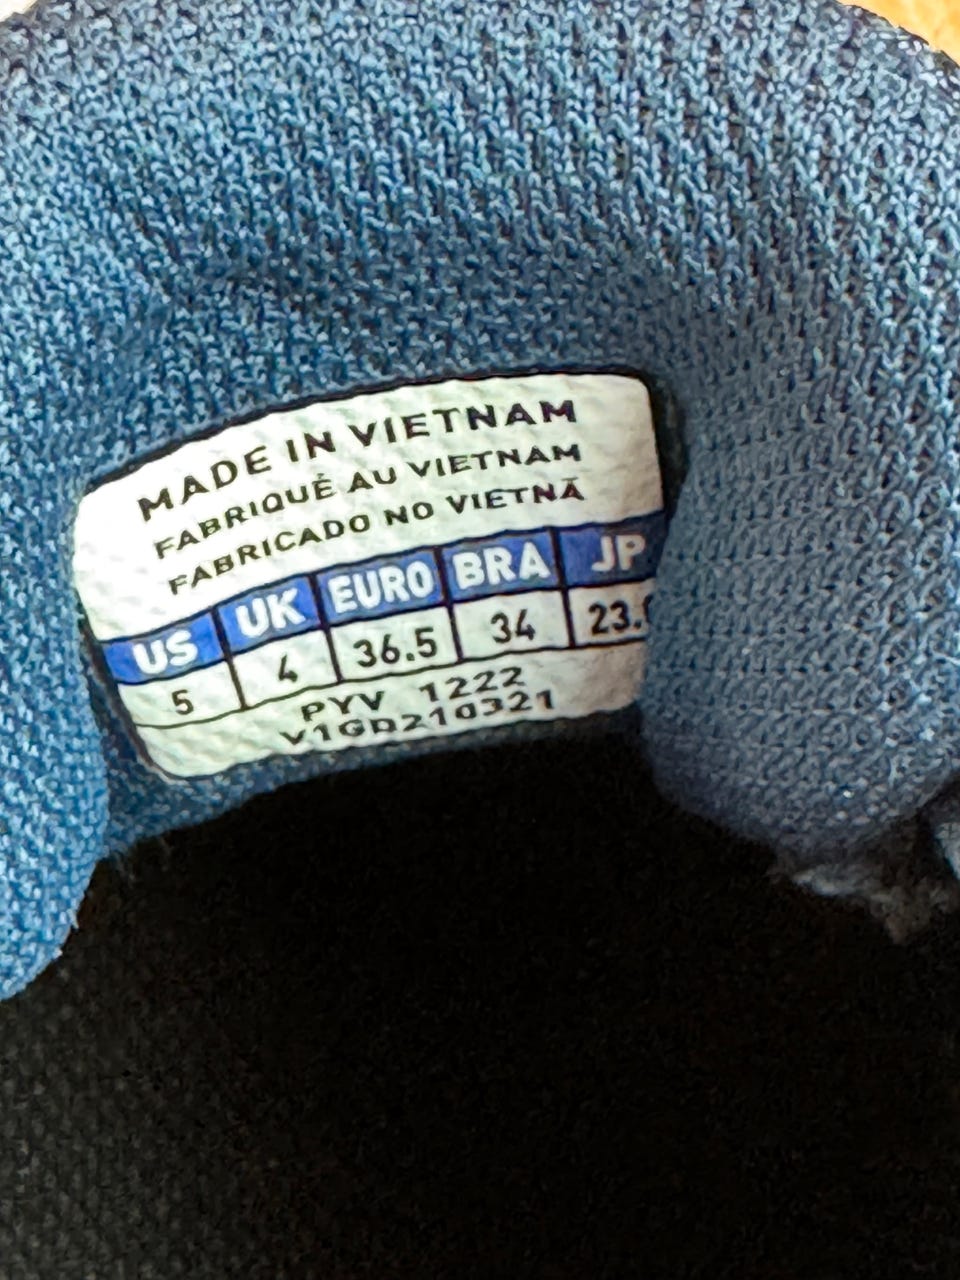 MADE IN VIETNAM
FABRIQUÉ AU VIETNAM
FABRICADO NO VIETNÃ
US UK EURO BRA JP
5 4 36.5 34
PYV 1222
V1GD210321